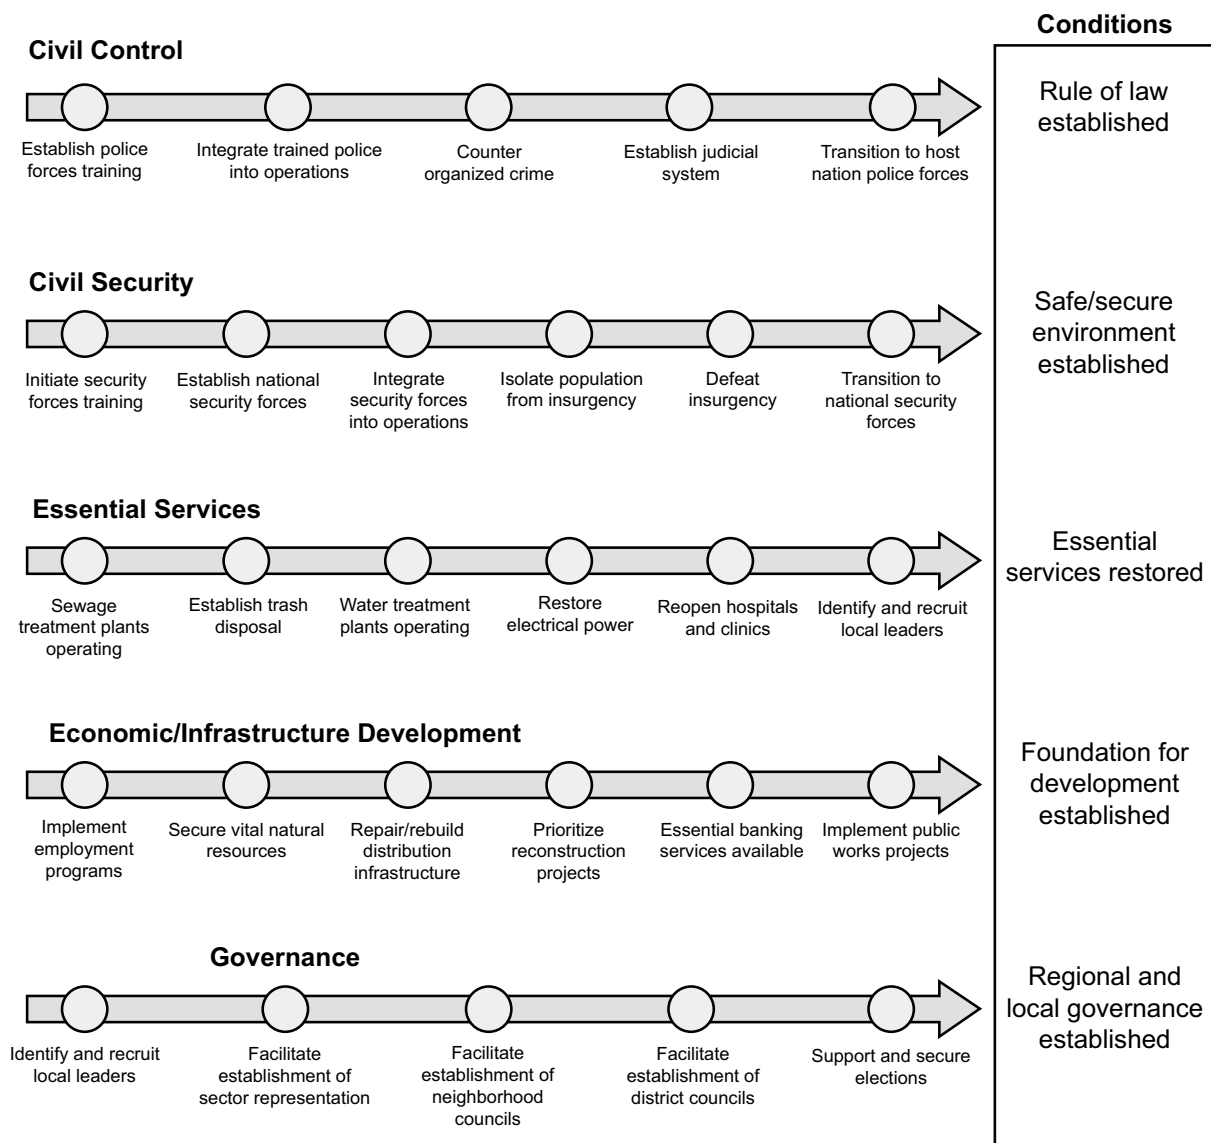 Conditions
Civil Control
Establish police
forces training
Integrate trained police
into operations
Counter
organized crime
Establish judicial
system
Transition to host
nation police forces
Rule of law
established
Civil Security
Initiate security
forces training
Establish national
security forces
Integrate
security forces
into operations
Isolate population
from insurgency
Defeat
insurgency
Transition to
national security
forces
Safe/secure
environment
established
Essential Services
Sewage
treatment plants
operating
Establish trash
disposal
Water treatment
plants operating
Restore
electrical power
Reopen hospitals
and clinics
Identify and recruit
local leaders
Essential
services restored
Economic/Infrastructure Development
Implement
employment
programs
Secure vital natural
resources
Repair/rebuild
distribution
infrastructure
Prioritize
reconstruction
projects
Essential banking
services available
Implement public
works projects
Foundation for
development
established
Governance
Identify and recruit
local leaders
Facilitate
establishment of
sector representation
Facilitate
establishment of
neighborhood
councils
Facilitate
establishment of
district councils
Support and secure
elections
Regional and
local governance
established